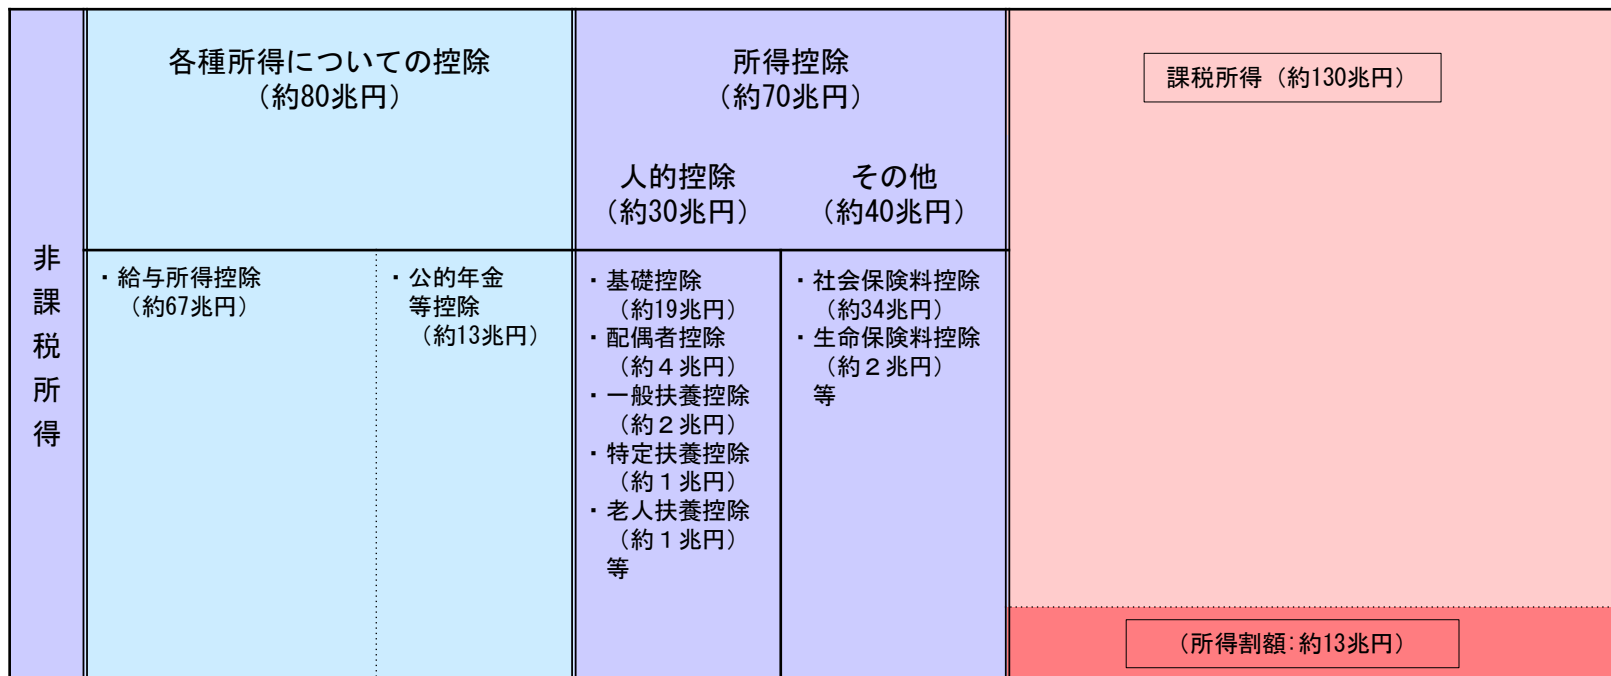 非課税所得
各種所得についての控除
（約80兆円）
・給与所得控除
（約67兆円）
・公的年金
等控除
（約13兆円）
所得控除
（約70兆円）
人的控除
（約30兆円）
・基礎控除
（約19兆円）
・配偶者控除
（約４兆円）
・一般扶養控除
（約２兆円）
・特定扶養控除
（約１兆円）
・老人扶養控除
（約１兆円）
等
その他
（約40兆円）
・社会保険料控除
（約34兆円）
・生命保険料控除
（約２兆円）
等
課税所得（約130兆円）
（所得割額:約13兆円）